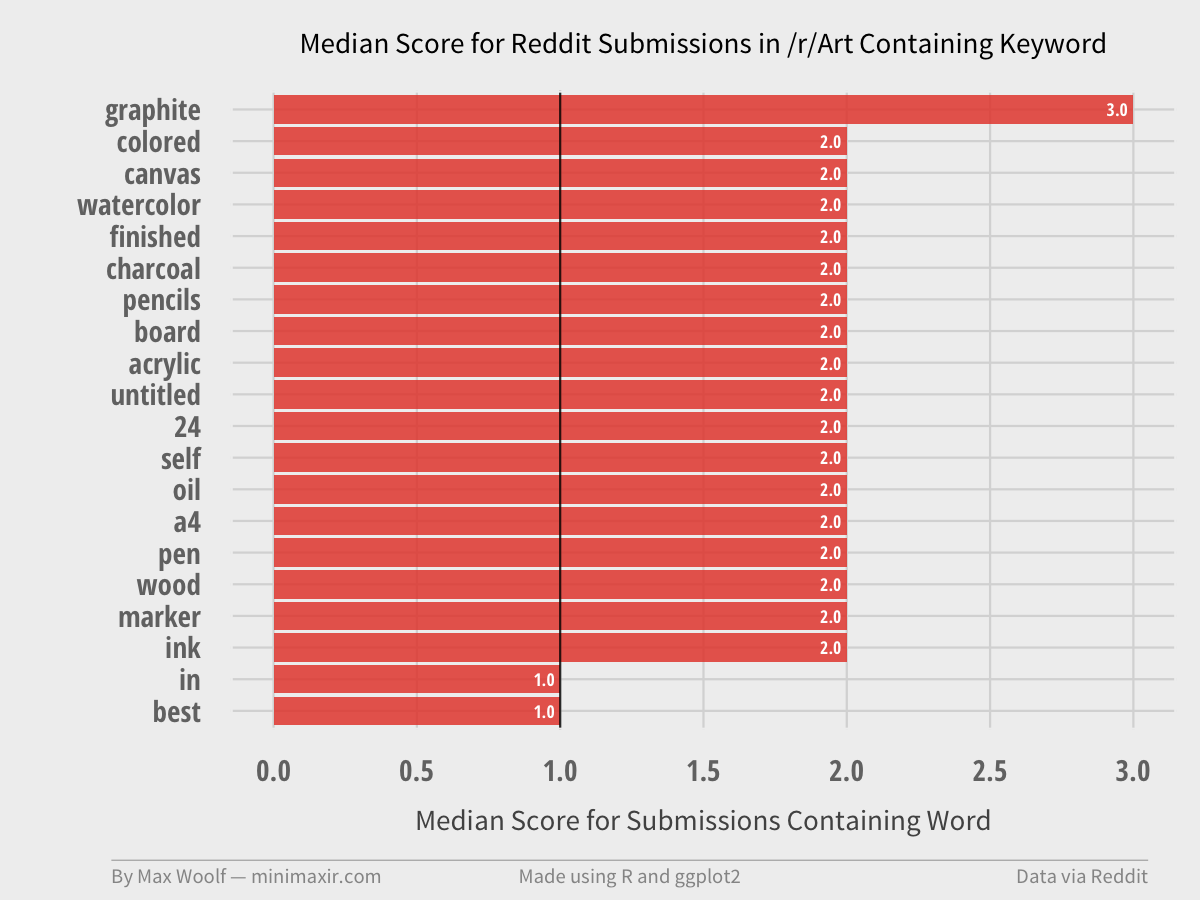 Median Score for Reddit Submissions in /r/Art Containing Keyword
graphite 3.0
colored 2.0
canvas 2.0
watercolor 2.0
finished 2.0
charcoal 2.0
pencils 2.0
board 2.0
acrylic 2.0
untitled 2.0
24 2.0
self 2.0
oil 2.0
a4 2.0
pen 2.0
wood 2.0
marker 2.0
ink 2.0
in 1.0
best 1.0
0.0 0.5 1.0 1.5 2.0 2.5 3.0
Median Score for Submissions Containing Word
By Max Woolf — minimaxir.com Made using R and ggplot2 Data via Reddit